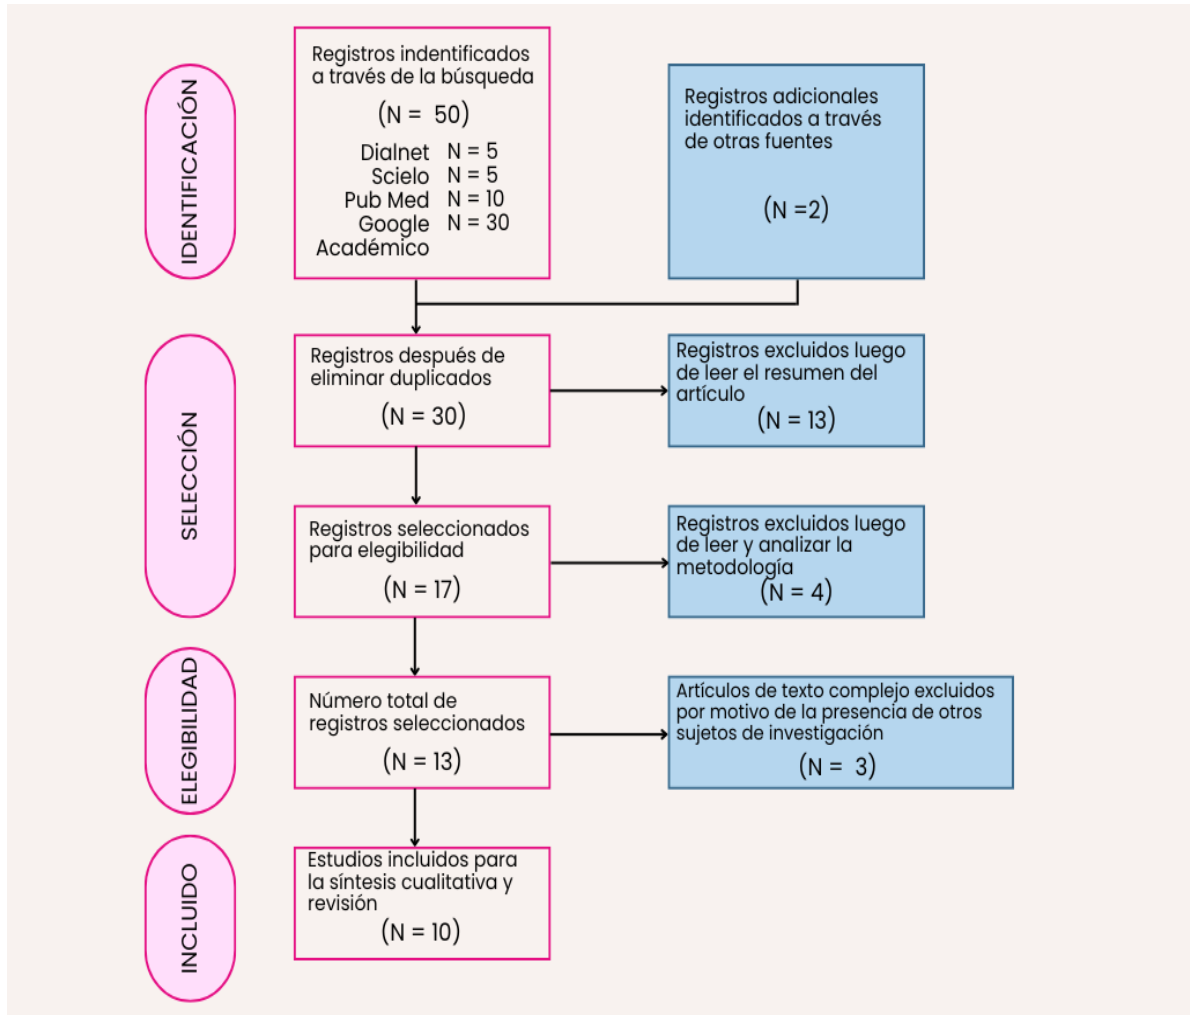 IDENTIFICACIÓN
Registros indentificados
a través de la búsqueda
(N = 50)
Dialnet N = 5
Scielo N = 5
Pub Med N = 10
Google N = 30
Académico
Registros adicionales
identificados a través
de otras fuentes
(N =2)
SELECCIÓN
Registros después de
eliminar duplicados
(N = 30)
Registros excluidos luego
de leer el resumen del
artículo
(N = 13)
Registros seleccionados
para elegibilidad
(N = 17)
Registros excluidos luego
de leer y analizar la
metodología
(N = 4)
ELEGIBILIDAD
Número total de
registros seleccionados
(N = 13)
Artículos de texto complejo excluidos
por motivo de la presencia de otros
sujetos de investigación
(N = 3)
INCLUIDO
Estudios incluidos para
la síntesis cualitativa y
revisión
(N = 10)